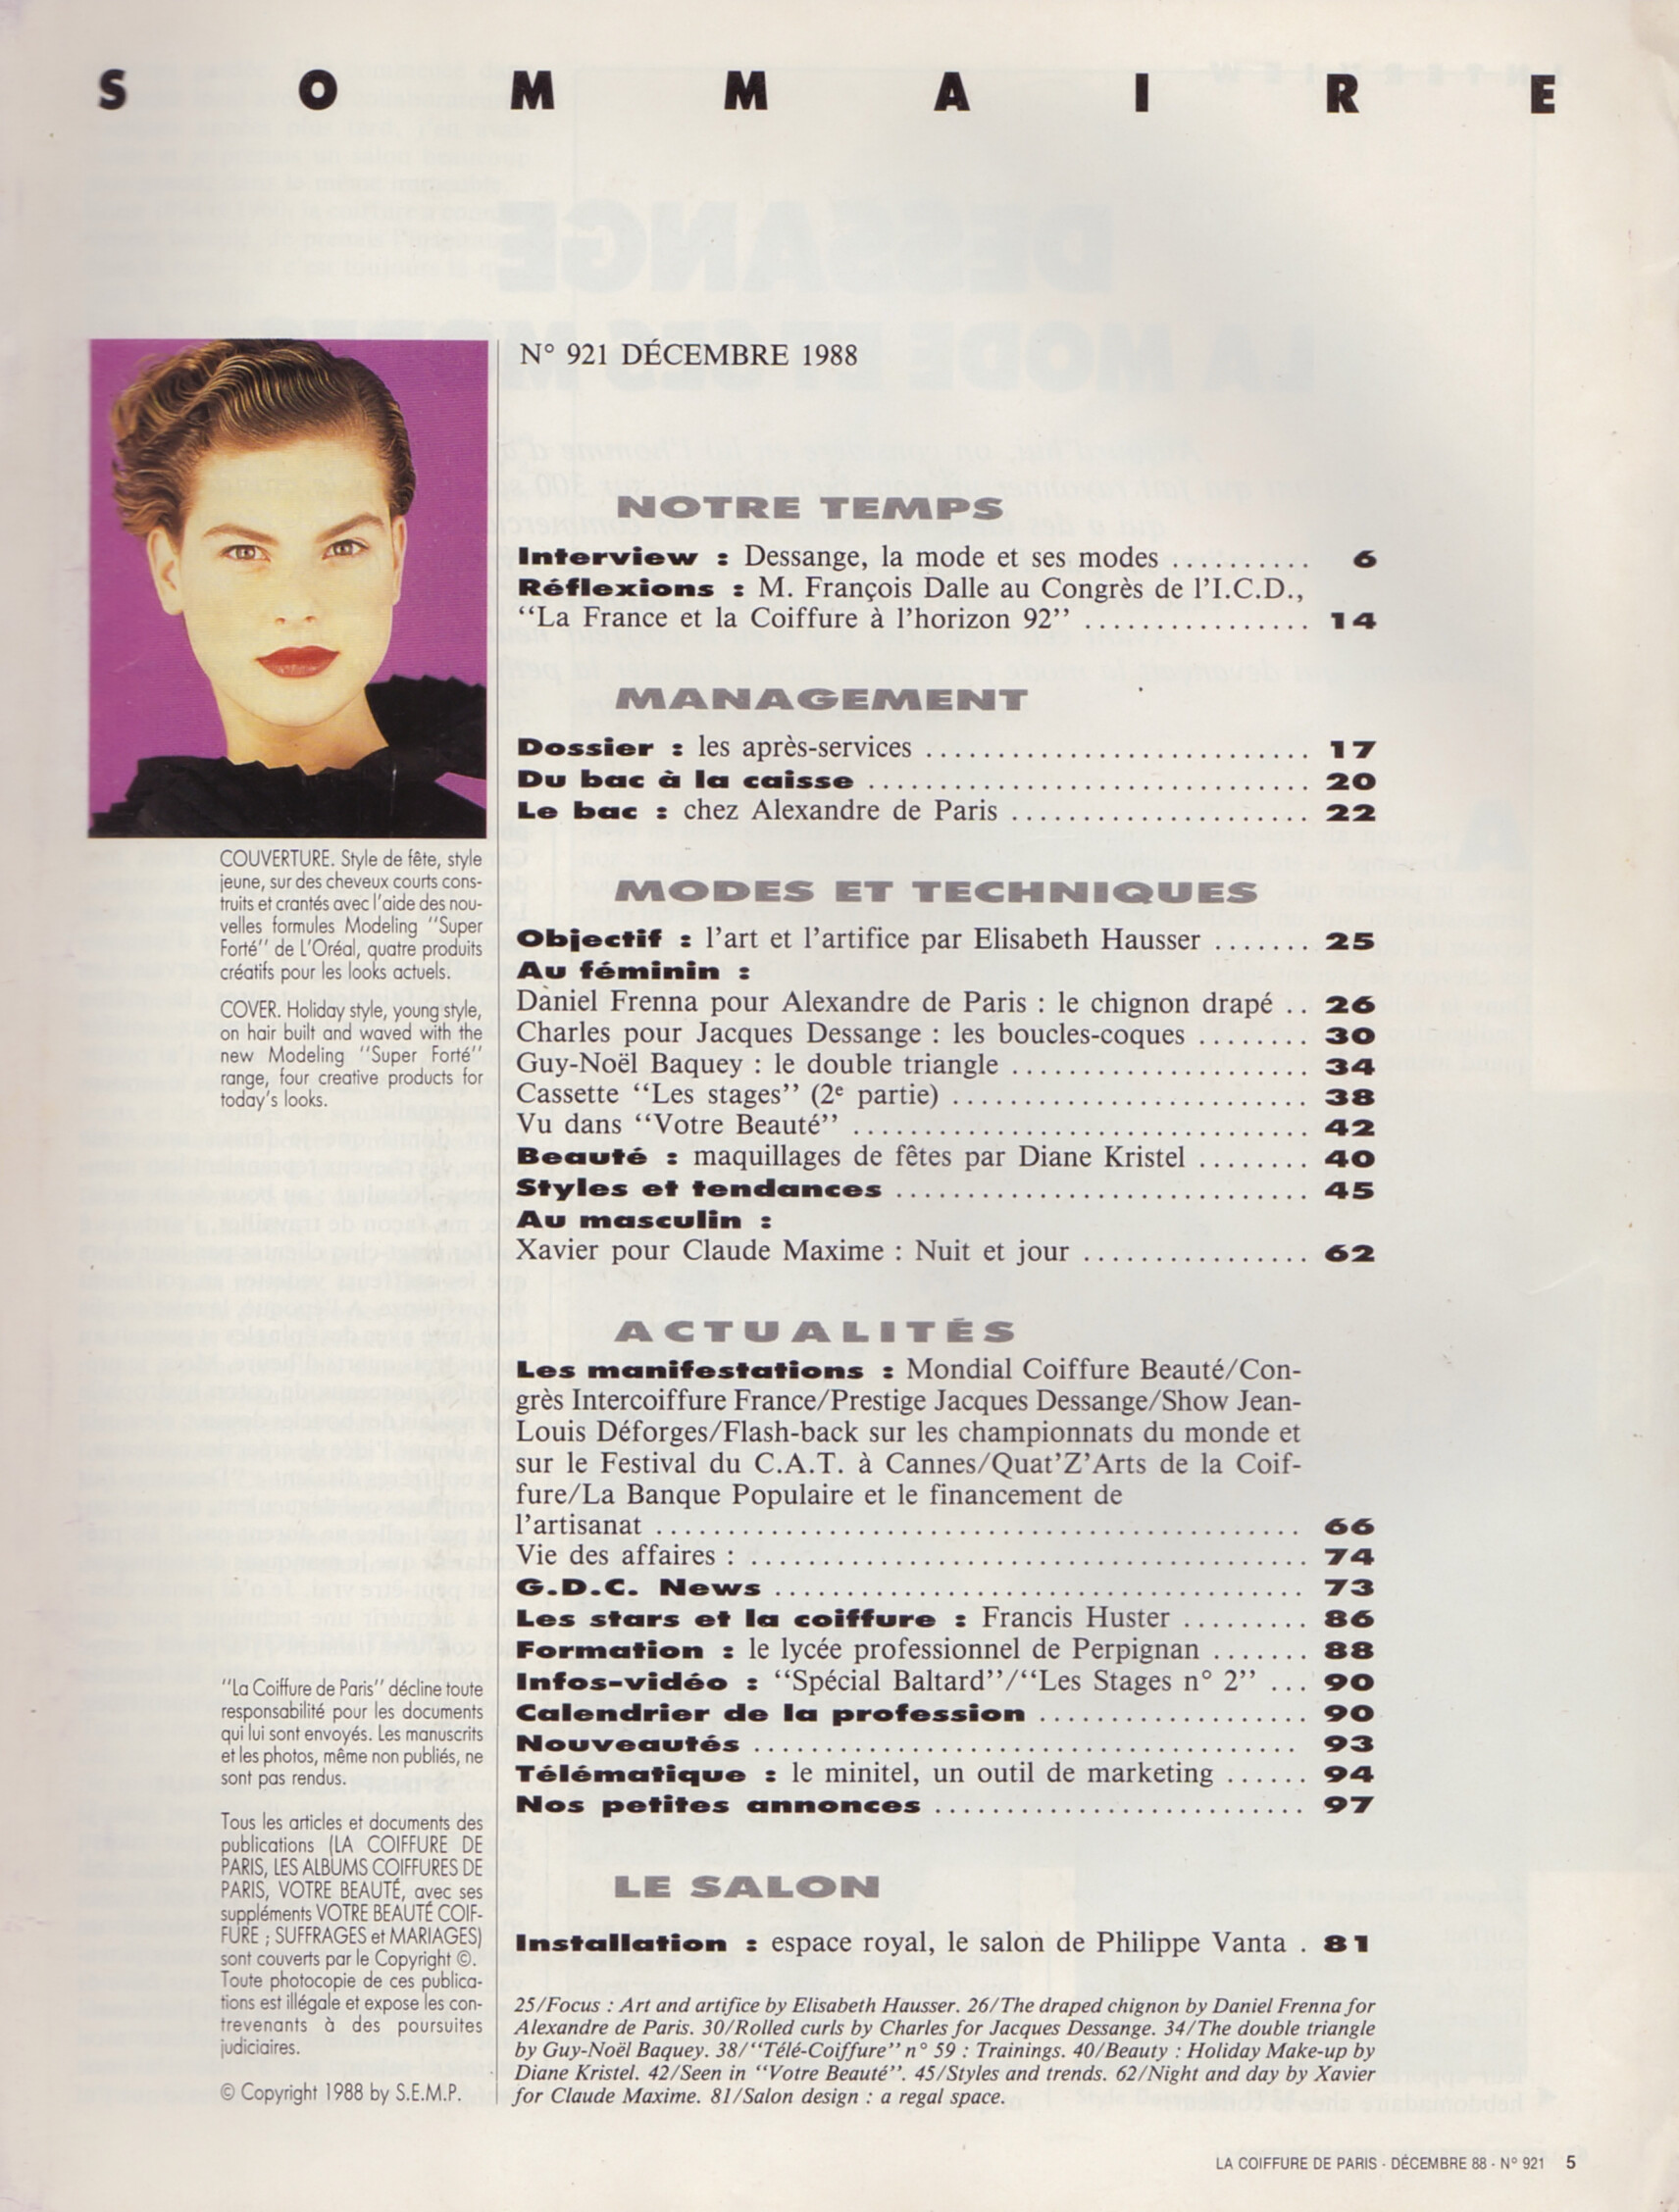 SOMMAIRE
N° 921 DÉCEMBRE 1988
NOTRE TEMPS
Interview : Dessange, la mode et ses modes .......... 6
Réflexions : M. François Dalle au Congrès de l'I.C.D.,
“La France et la Coiffure à l'horizon 92” ................ 14
MANAGEMENT
Dossier : les après-services ........................... 17
Du bac à la caisse ............................... 20
Le bac : chez Alexandre de Paris ..................... 22
MODES ET TECHNIQUES
Objectif : l'art et l'artifice par Elisabeth Hausser ....... 25
Au féminin :
Daniel Frenna pour Alexandre de Paris : le chignon drapé .. 26
Charles pour Jacques Dessange : les boucles-coques ........ 30
Guy-Noël Baquey : le double triangle ..................... 34
Cassette “Les stages” (2e partie) ......................... 38
Vu dans “Votre Beauté” ................................ 42
Beauté : maquillages de fêtes par Diane Kristel ........ 40
Styles et tendances ............................. 45
Au masculin :
Xavier pour Claude Maxime : Nuit et jour ................ 62
ACTUALITÉS
Les manifestations : Mondial Coiffure Beauté/Con-
grès Intercoiffure France/Prestige Jacques Dessange/Show Jean-
Louis Déforges/Flash-back sur les championnats du monde et
sur le Festival du C.A.T. à Cannes/Quat'Z'Arts de la Coif-
fure/La Banque Populaire et le financement de
l'artisanat ............................................. 66
Vie des affaires : ....................................... 74
G.D.C. News ..................................... 73
Les stars et la coiffure : Francis Huster ......... 86
Formation : le lycée professionnel de Perpignan ....... 88
Infos-vidéo : “Spécial Baltard”/“Les Stages n° 2” ... 90
Calendrier de la profession ................... 90
Nouveautés ...................................... 93
Télématique : le minitel, un outil de marketing ...... 94
Nos petites annonces .......................... 97
LE SALON
Installation : espace royal, le salon de Philippe Vanta . 81
25/Focus : Art and artifice by Elisabeth Hausser. 26/The draped chignon by Daniel Frenna for
Alexandre de Paris. 30/Rolled curls by Charles for Jacques Dessange. 34/The double triangle
by Guy-Noël Baquey. 38/“Télé-Coiffure” n° 59 : Trainings. 40/Beauty : Holiday Make-up by
Diane Kristel. 42/Seen in “Votre Beauté”. 45/Styles and trends. 62/Night and day by Xavier
for Claude Maxime. 81/Salon design : a regal space.
COUVERTURE. Style de fête, style
jeune, sur des cheveux courts cons-
truits et crantés avec l'aide des nou-
velles formules Modeling “Super
Forté” de L'Oréal, quatre produits
créatifs pour les looks actuels.
COVER. Holiday style, young style,
on hair built and waved with the
new Modeling “Super Forté”
range, four creative products for
today's looks.
“La Coiffure de Paris” décline toute
responsabilité pour les documents
qui lui sont envoyés. Les manuscrits
et les photos, même non publiés, ne
sont pas rendus.
Tous les articles et documents des
publications (LA COIFFURE DE
PARIS, LES ALBUMS COIFFURES DE
PARIS, VOTRE BEAUTÉ, avec ses
suppléments VOTRE BEAUTÉ COIF-
FURE ; SUFFRAGES et MARIAGES)
sont couverts par le Copyright ©.
Toute photocopie de ces publica-
tions est illégale et expose les con-
trevenants à des poursuites
judiciaires.
© Copyright 1988 by S.E.M.P.
LA COIFFURE DE PARIS - DÉCEMBRE 88 - N° 921 5